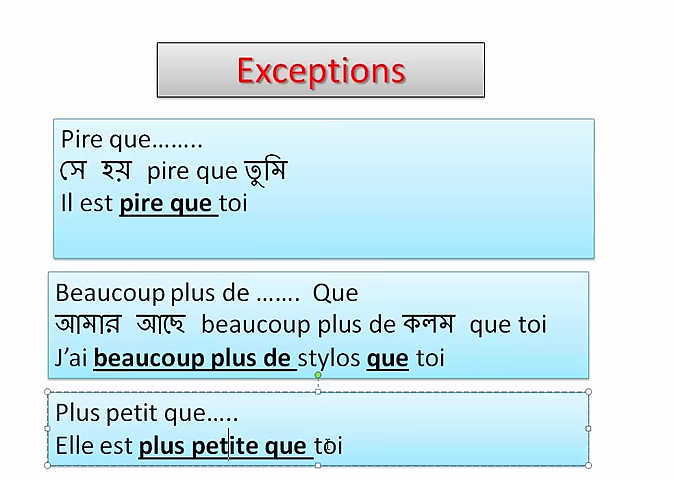 Exceptions
Pire que……..
সে হয় pire que তুমি
Il est pire que toi
Beaucoup plus de ……. Que
আমার আছে beaucoup plus de কলম que toi
J’ai beaucoup plus de stylos que toi
Plus petit que…..
Elle est plus petite que toi